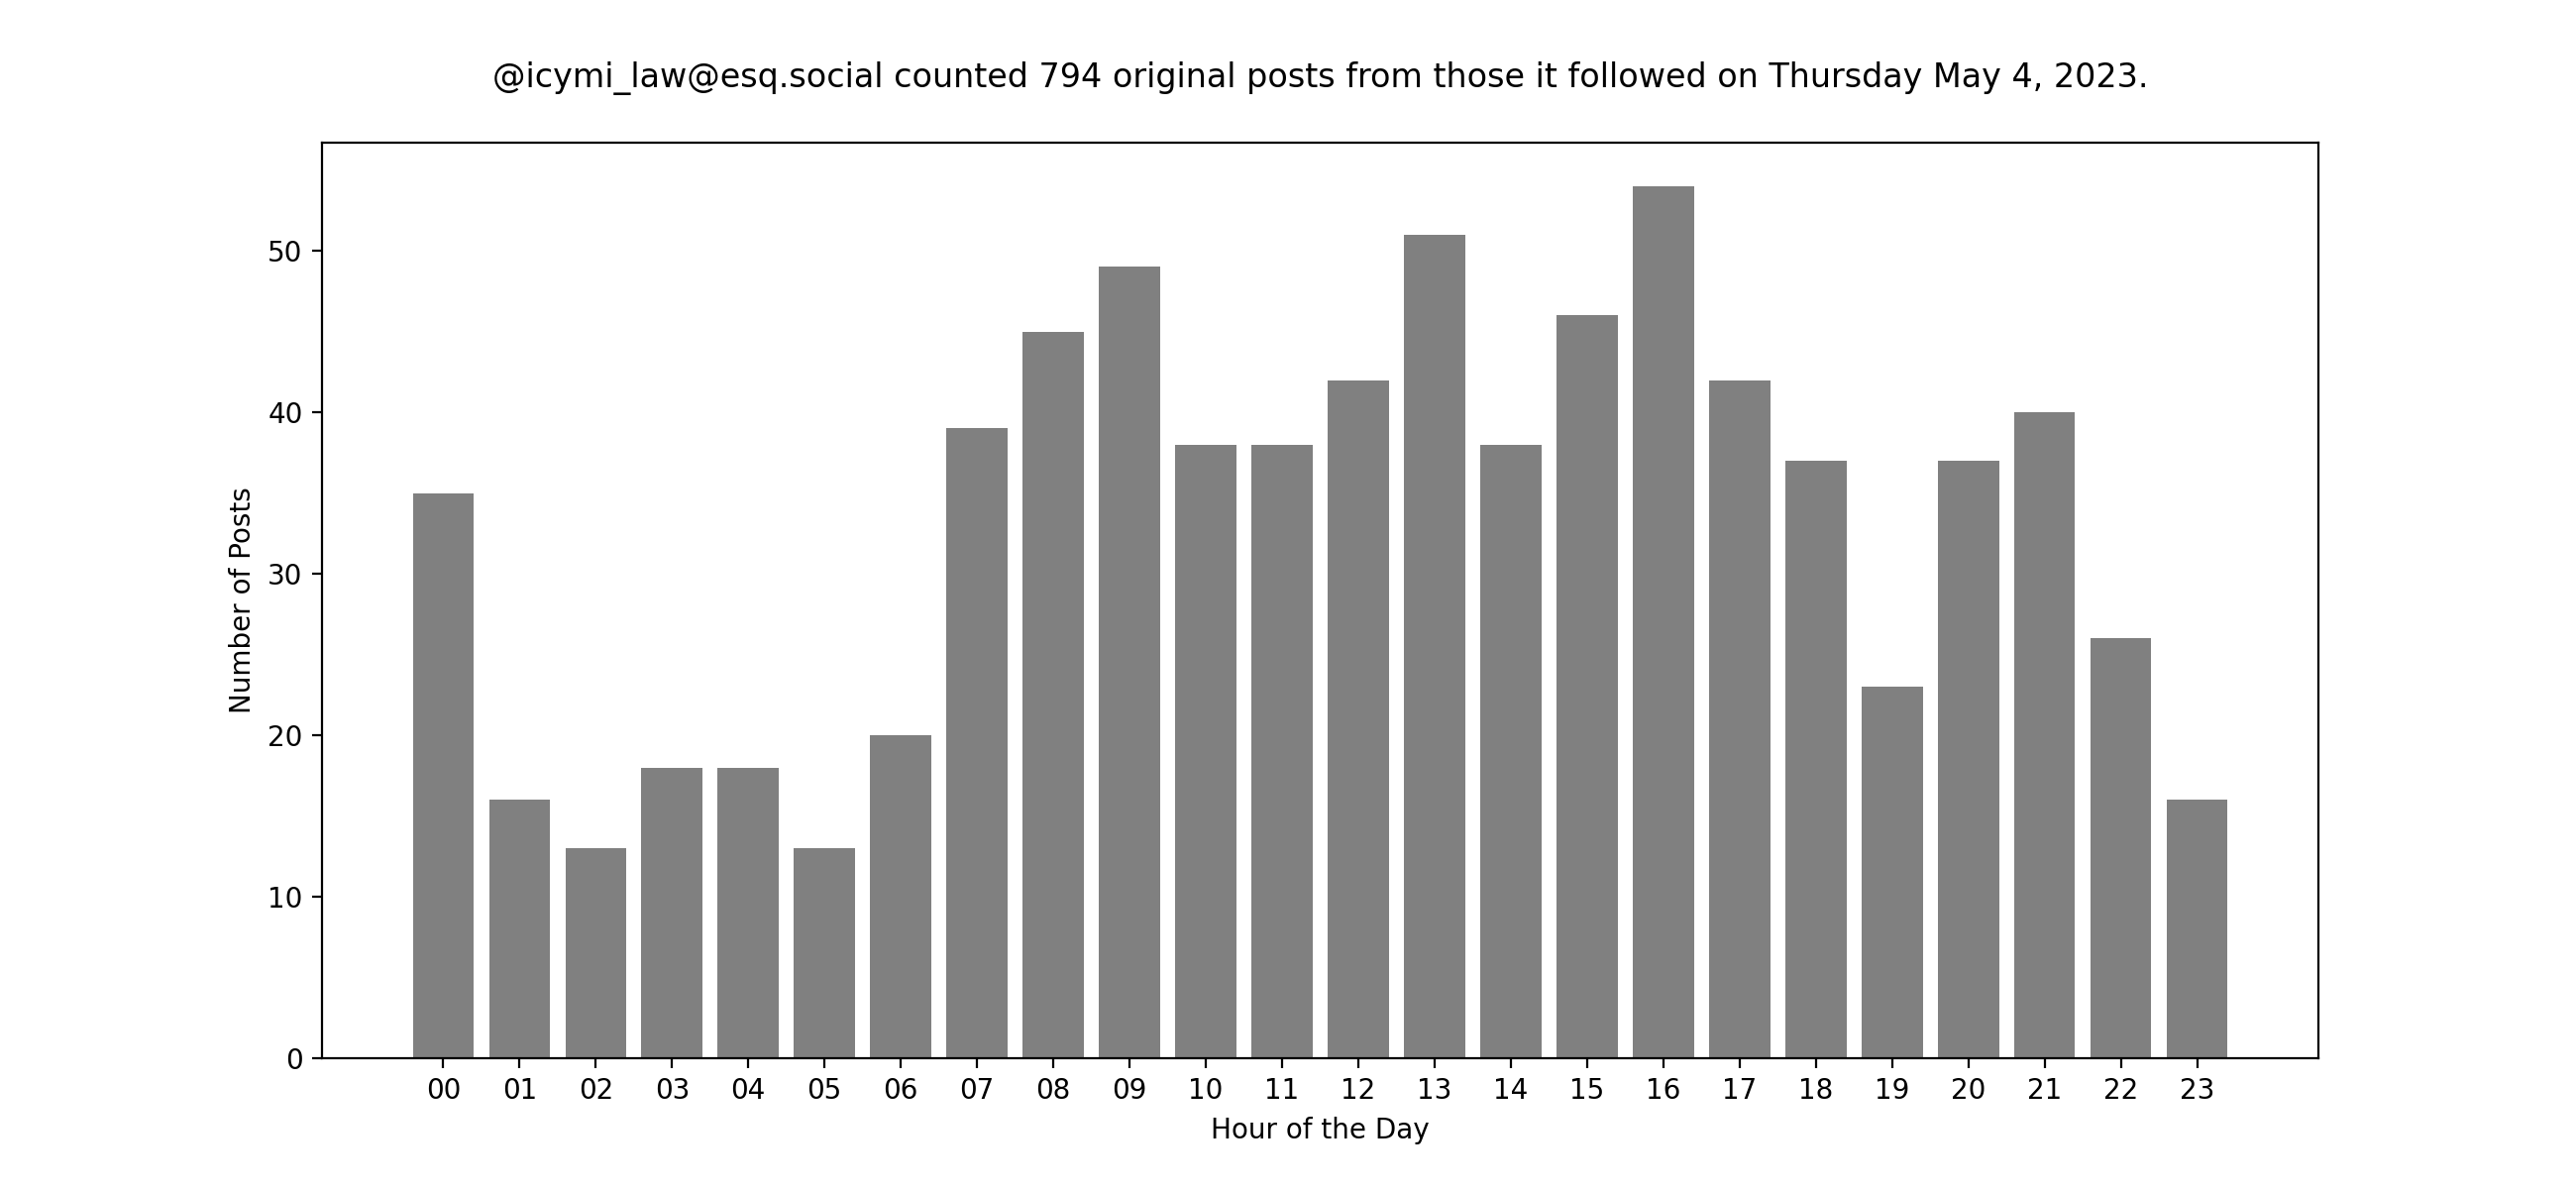 @icymi_law@esq.social counted 794 original posts from those it followed on Thursday May 4, 2023.
Number of Posts
50
40
30
20
10
0
00 01 02 03 04 05 06 07 08 09 10 11 12 13 14 15 16 17 18 19 20 21 22 23
Hour of the Day